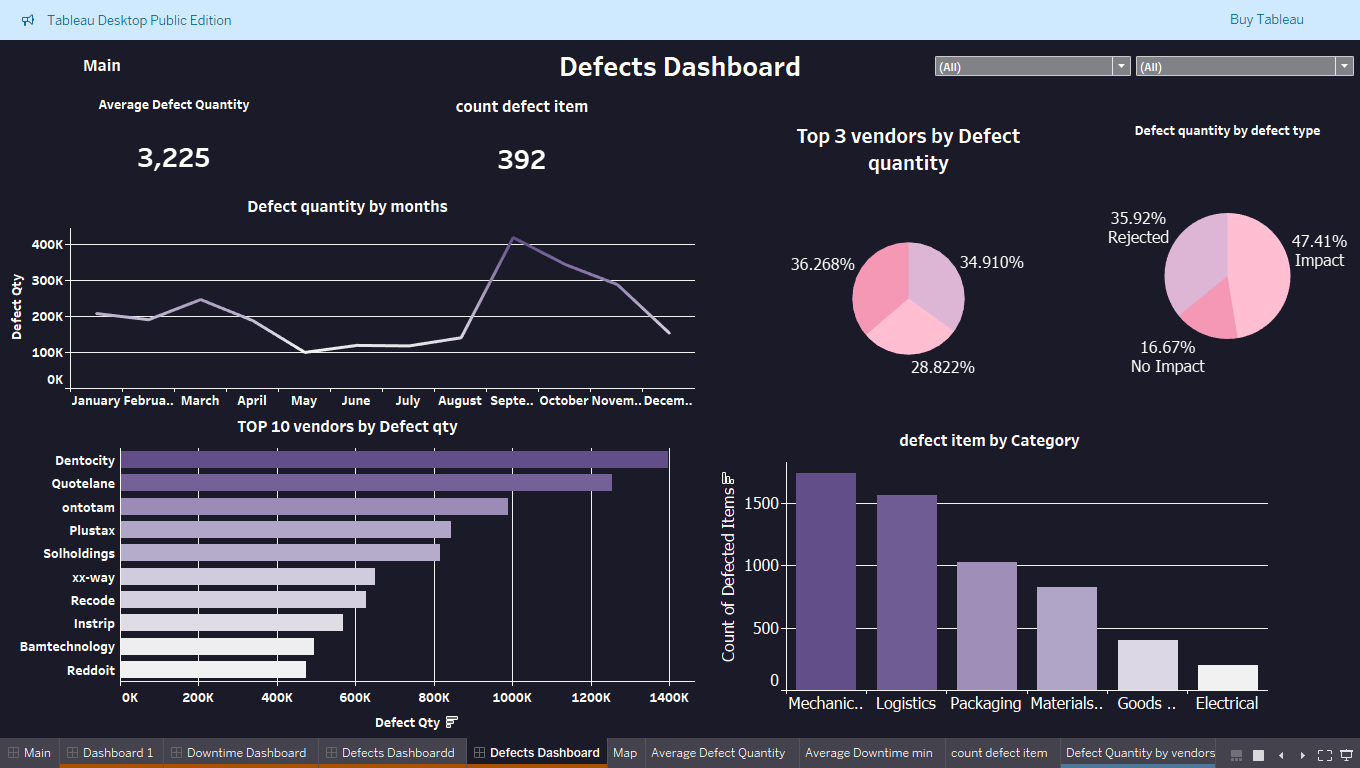 Tableau Desktop Public Edition
Buy Tableau
Main
Defects Dashboard
(All)
(All)
Average Defect Quantity
3,225
count defect item
392
Top 3 vendors by Defect
quantity
36.268%
34.910%
28.822%
Defect quantity by defect type
35.92%
Rejected
47.41%
Impact
16.67%
No Impact
Defect quantity by months
Defect Qty
400K
300K
200K
100K
0K
January
Februa..
March
April
May
June
July
August
Septe..
October
Novem..
Decem..
TOP 10 vendors by Defect qty
Dentocity
Quotelane
ontotam
Plustax
Solholdings
xx-way
Recode
Instrip
Bamtechnology
Reddoit
0K
200K
400K
600K
800K
1000K
1200K
1400K
Defect Qty
defect item by Category
Count of Defected Items
1500
1000
500
0
Mechanic..
Logistics
Packaging
Materials..
Goods ..
Electrical
Main
Dashboard 1
Downtime Dashboard
Defects Dashboardd
Defects Dashboard
Map
Average Defect Quantity
Average Downtime min
count defect item
Defect Quantity by vendors